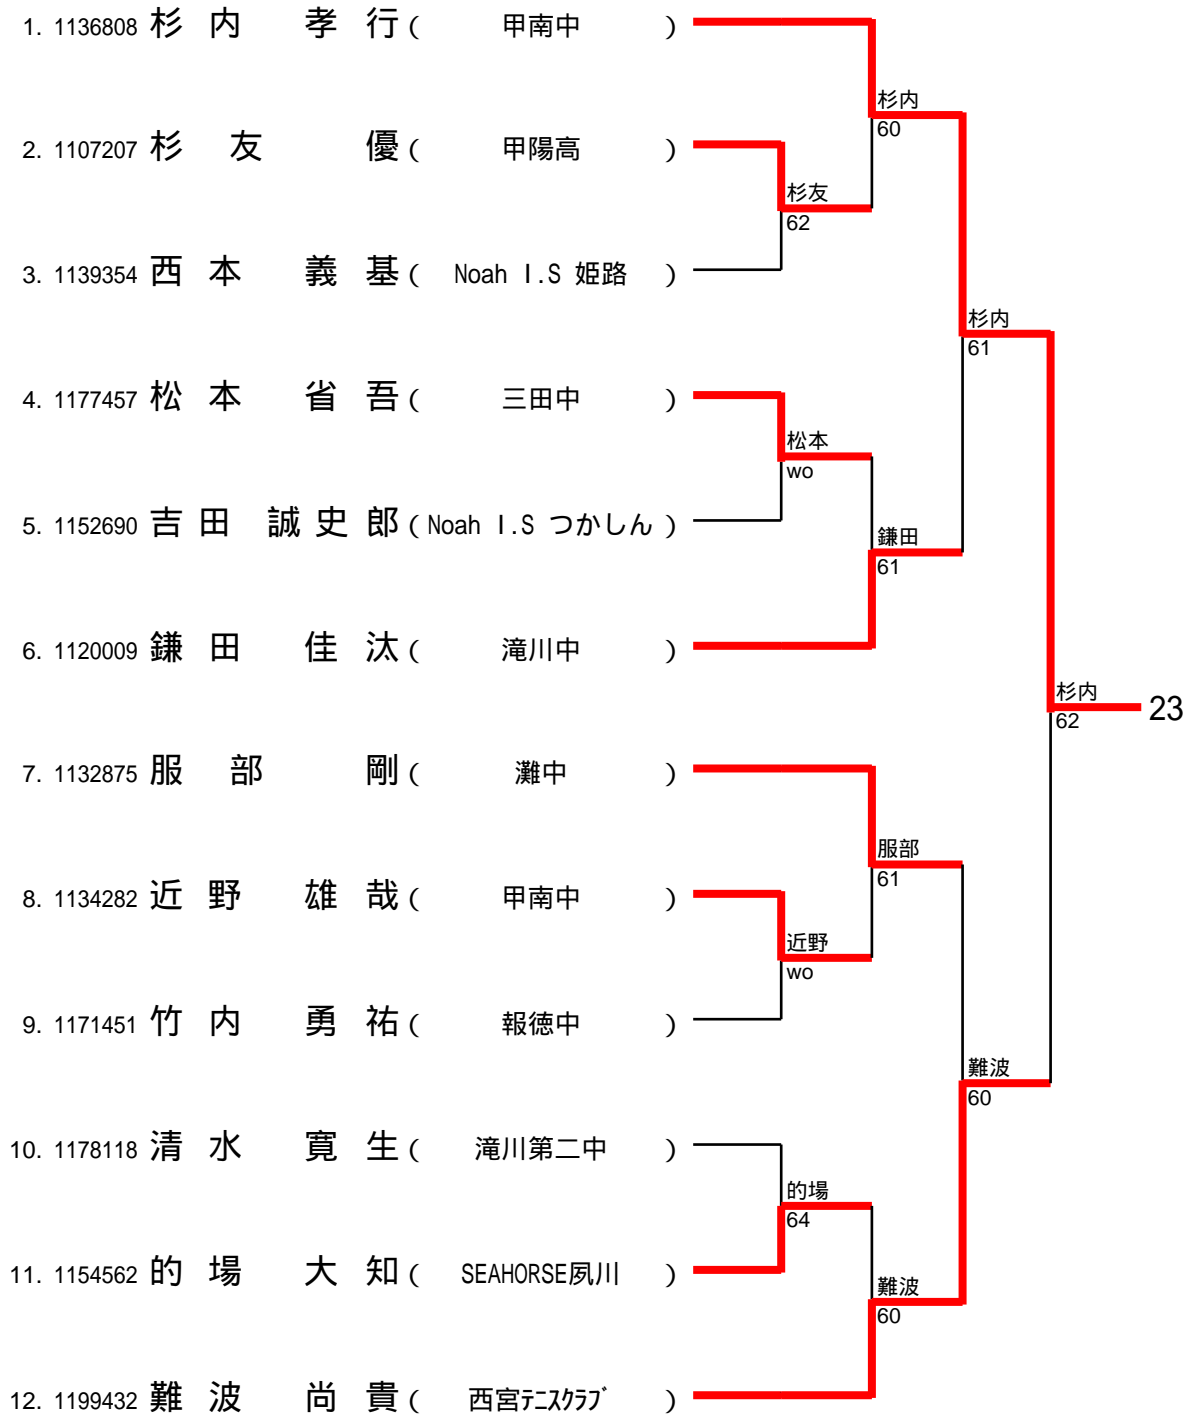 1. 1136808 杉 内 孝 行 ( 甲南中 )
杉内
60
2. 1107207 杉 友 優 ( 甲陽高 )
杉友
62
3. 1139354 西 本 義 基 ( Noah I.S 姫路 )
杉内
61
4. 1177457 松 本 省 吾 ( 三田中 )
松本
wo
5. 1152690 吉 田 誠 史 郎 ( Noah I.S つかしん )
鎌田
61
6. 1120009 鎌 田 佳 汰 ( 滝川中 )
杉内
62
23
7. 1132875 服 部 剛 ( 灘中 )
服部
61
8. 1134282 近 野 雄 哉 ( 甲南中 )
近野
wo
9. 1171451 竹 内 勇 祐 ( 報徳中 )
難波
60
10. 1178118 清 水 寛 生 ( 滝川第二中 )
的場
64
11. 1154562 的 場 大 知 ( SEAHORSE夙川 )
難波
60
12. 1199432 難 波 尚 貴 ( 西宮ﾃﾆｽｸﾗﾌﾞ )